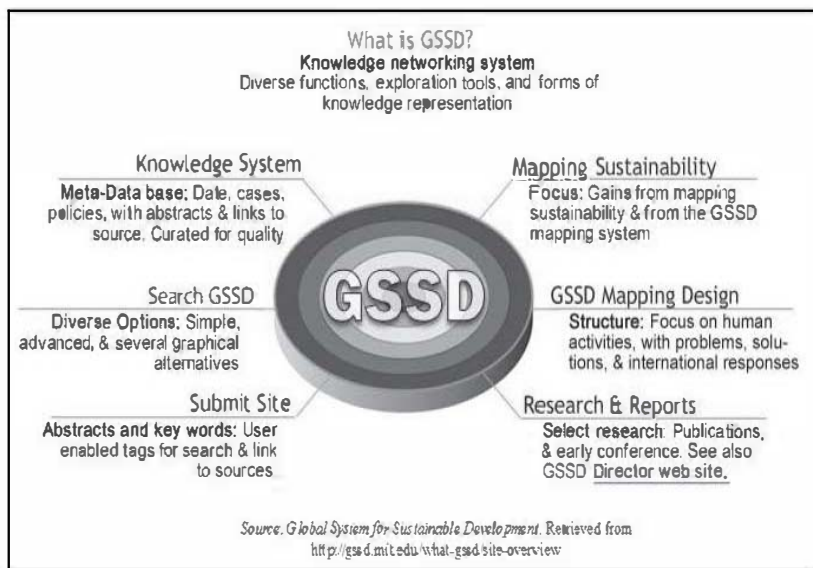 What is GSSD?
Knowledge networking system
Diverse functions, exploration tools, and forms of
knowledge representation
Knowledge System
Meta-Data base: Date, cases,
policies, with abstracts & links to
source. Curated for quality
Mapping Sustainability
Focus: Gains from mapping
sustainability & from the GSSD
mapping system
GSSD
Search GSSD
Diverse Options: Simple,
advanced, & several graphical
alternatives
GSSD Mapping Design
Structure: Focus on human
activities, with problems, solu-
tions, & international responses
Submit Site
Abstracts and key words: User
enabled tags for search & link
to sources
Research & Reports
Select research: Publications,
& early conference. See also
GSSD Director web site.
Source. Global System for Sustainable Development. Retrieved from
http://gssd.mit.edu/what-gssd/site-overview